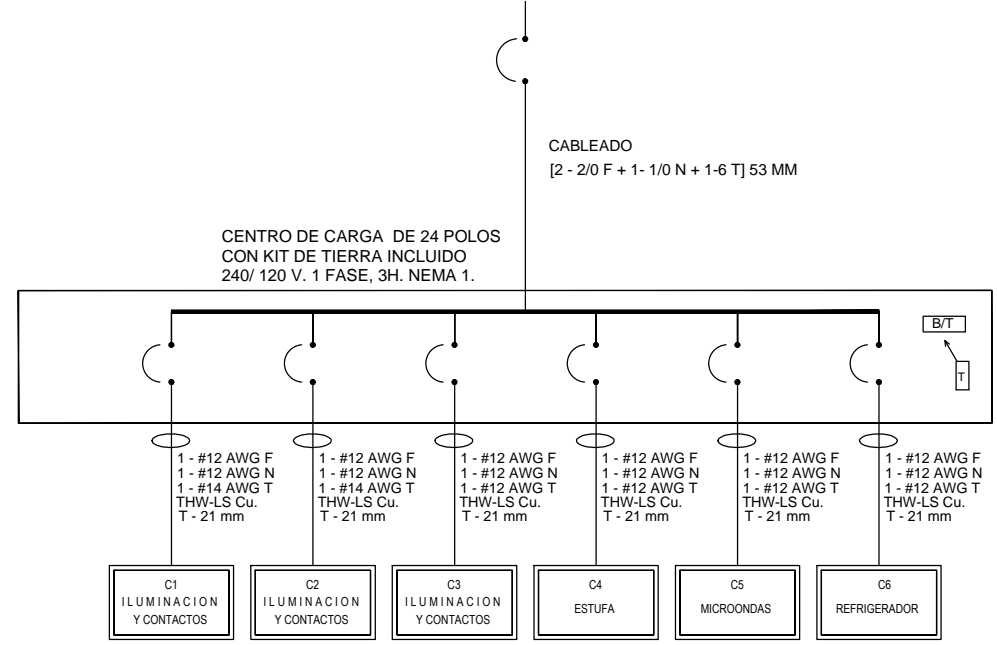 CABLEADO
[2 - 2/0 F + 1- 1/0 N + 1-6 T] 53 MM
CENTRO DE CARGA DE 24 POLOS
CON KIT DE TIERRA INCLUIDO
240/ 120 V. 1 FASE, 3H. NEMA 1.
B/T
T
1 - #12 AWG F
1 - #12 AWG N
1 - #14 AWG T
THW-LS Cu.
T - 21 mm
1 - #12 AWG F
1 - #12 AWG N
1 - #14 AWG T
THW-LS Cu.
T - 21 mm
1 - #12 AWG F
1 - #12 AWG N
1 - #12 AWG T
THW-LS Cu.
T - 21 mm
1 - #12 AWG F
1 - #12 AWG N
1 - #12 AWG T
THW-LS Cu.
T - 21 mm
1 - #12 AWG F
1 - #12 AWG N
1 - #12 AWG T
THW-LS Cu.
T - 21 mm
1 - #12 AWG F
1 - #12 AWG N
1 - #12 AWG T
THW-LS Cu.
T - 21 mm
C1
ILUMINACION
Y CONTACTOS
C2
ILUMINACION
Y CONTACTOS
C3
ILUMINACION
Y CONTACTOS
C4
ESTUFA
C5
MICROONDAS
C6
REFRIGERADOR